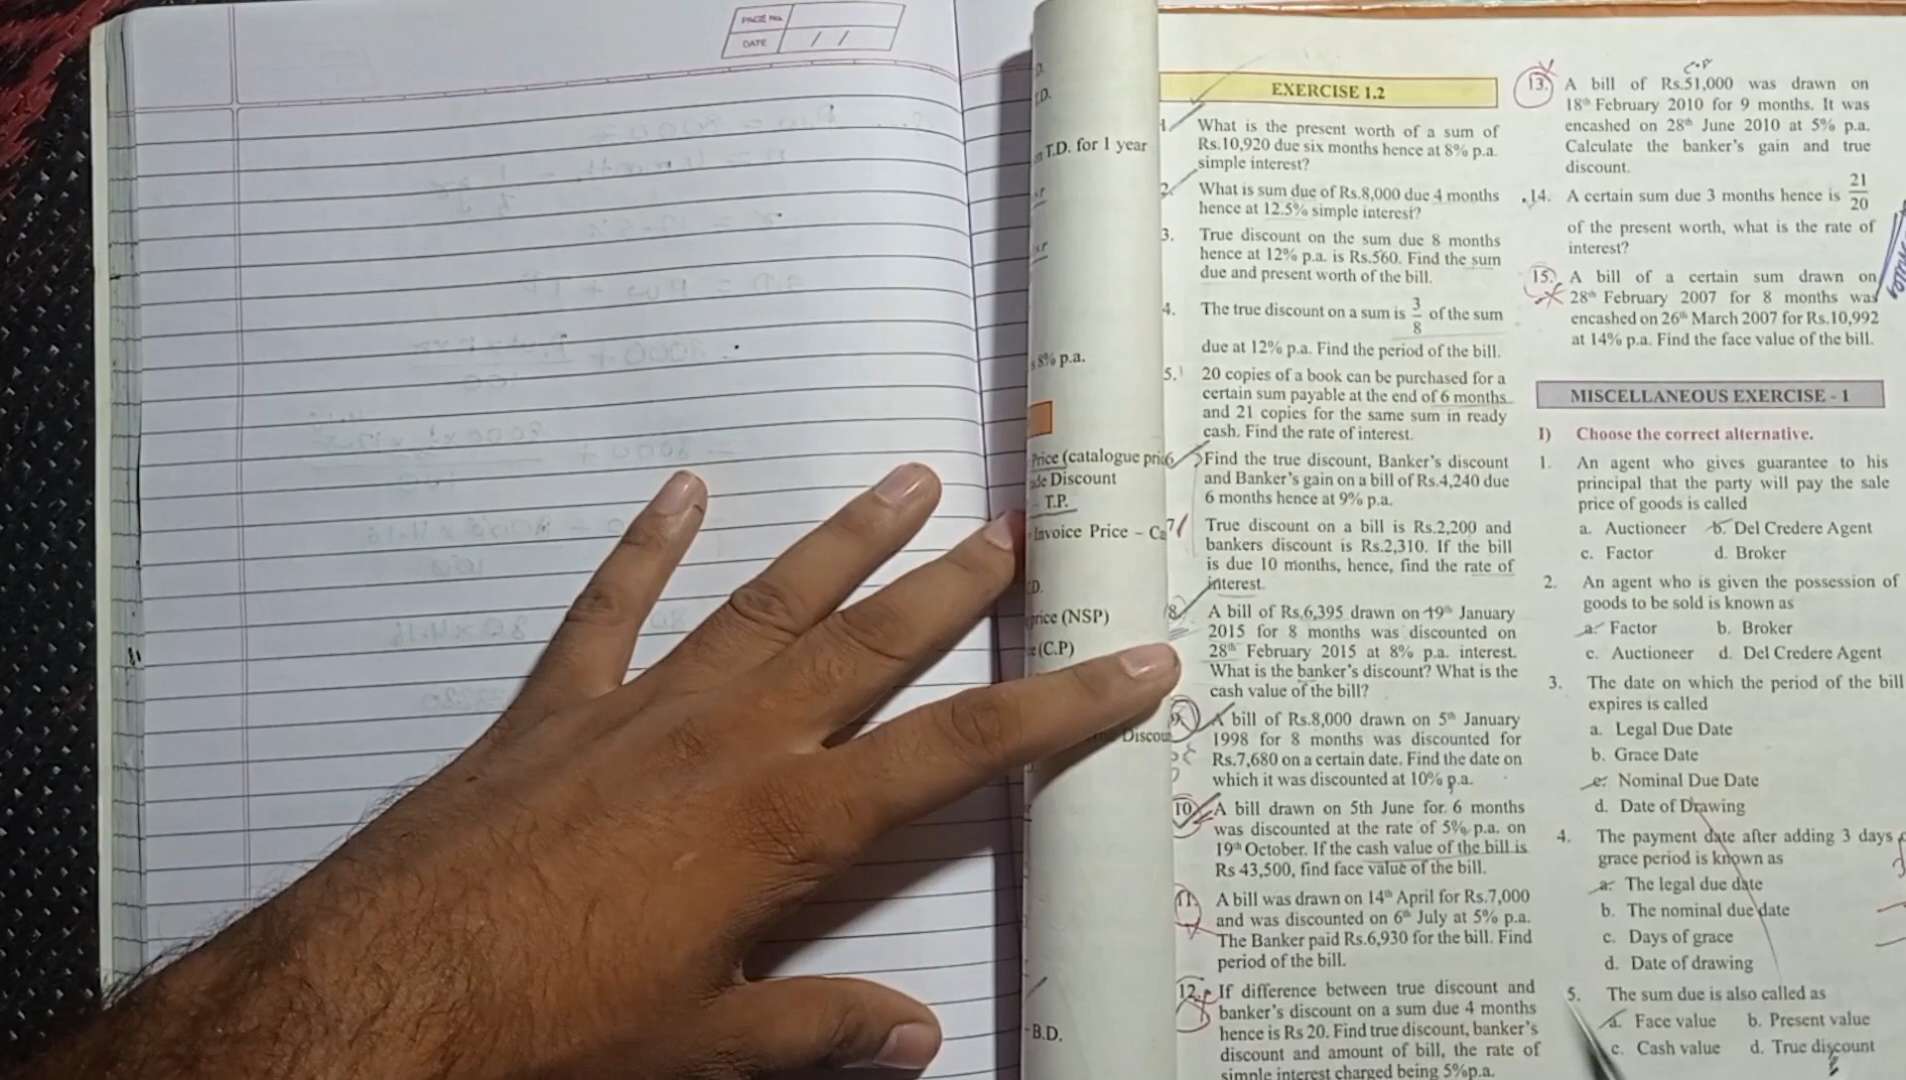 PAGE No.
DATE / /
D.
T.D.
T.D. for 1 year
8% p.a.
Price (catalogue
Discount
- T.P.
Invoice Price -
D.
price (NSP)
(C.P)
- B.D.
EXERCISE 1.2
1. What is the present worth of a sum of
Rs.10,920 due six months hence at 8% p.a.
simple interest?
2. What is sum due of Rs.8,000 due 4 months
hence at 12.5% simple interest?
3. True discount on the sum due 8 months
hence at 12% p.a. is Rs.560. Find the sum
due and present worth of the bill.
4. The true discount on a sum is 3/8 of the sum
due at 12% p.a. Find the period of the bill.
5. 20 copies of a book can be purchased for a
certain sum payable at the end of 6 months
and 21 copies for the same sum in ready
cash. Find the rate of interest.
6. Find the true discount, Banker's discount
and Banker's gain on a bill of Rs.4,240 due
6 months hence at 9% p.a.
7. True discount on a bill is Rs.2,200 and
bankers discount is Rs.2,310. If the bill
is due 10 months, hence, find the rate of
interest.
8. A bill of Rs.6,395 drawn on 19th January
2015 for 8 months was discounted on
28th February 2015 at 8% p.a. interest.
What is the banker's discount? What is the
cash value of the bill?
9. A bill of Rs.8,000 drawn on 5th January
1998 for 8 months was discounted for
Rs.7,680 on a certain date. Find the date on
which it was discounted at 10% p.a.
10. A bill drawn on 5th June for 6 months
was discounted at the rate of 5% p.a. on
19th October. If the cash value of the bill is
Rs 43,500, find face value of the bill.
11. A bill was drawn on 14th April for Rs.7,000
and was discounted on 6th July at 5% p.a.
The Banker paid Rs.6,930 for the bill. Find
period of the bill.
12. If difference between true discount and
banker's discount on a sum due 4 months
hence is Rs 20. Find true discount, banker's
discount and amount of bill, the rate of
simple interest charged being 5%p.a.
13. A bill of Rs.51,000 was drawn on
18th February 2010 for 9 months. It was
encashed on 28th June 2010 at 5% p.a.
Calculate the banker's gain and true
discount.
14. A certain sum due 3 months hence is 21/20
of the present worth, what is the rate of
interest?
15. A bill of a certain sum drawn on
28th February 2007 for 8 months was
encashed on 26th March 2007 for Rs.10,992
at 14% p.a. Find the face value of the bill.
MISCELLANEOUS EXERCISE - 1
I) Choose the correct alternative.
1. An agent who gives guarantee to his
principal that the party will pay the sale
price of goods is called
a. Auctioneer b. Del Credere Agent
c. Factor d. Broker
2. An agent who is given the possession of
goods to be sold is known as
a. Factor b. Broker
c. Auctioneer d. Del Credere Agent
3. The date on which the period of the bill
expires is called
a. Legal Due Date
b. Grace Date
c. Nominal Due Date
d. Date of Drawing
4. The payment date after adding 3 days
grace period is known as
a. The legal due date
b. The nominal due date
c. Days of grace
d. Date of drawing
5. The sum due is also called as
a. Face value b. Present value
c. Cash value d. True discount